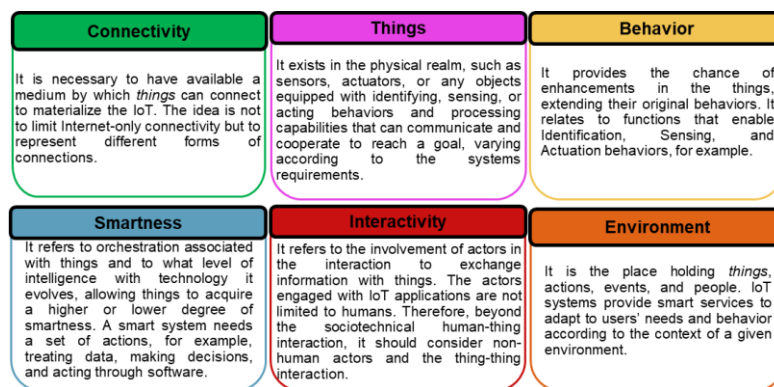 Connectivity
It is necessary to have available a
medium by which things can connect
to materialize the IoT. The idea is not
to limit Internet-only connectivity but to
represent different forms of
connections.
Things
It exists in the physical realm, such as
sensors, actuators, or any objects
equipped with identifying, sensing, or
acting behaviors and processing
capabilities that can communicate and
cooperate to reach a goal, varying
according to the systems
requirements.
Behavior
It provides the chance of
enhancements in the things,
extending their original behaviors. It
relates to functions that enable
Identification, Sensing, and
Actuation behaviors, for example.
Smartness
It refers to orchestration associated
with things and to what level of
intelligence with technology it
evolves, allowing things to acquire
a higher or lower degree of
smartness. A smart system needs
a set of actions, for example,
treating data, making decisions,
and acting through software.
Interactivity
It refers to the involvement of actors in
the interaction to exchange
information with things. The actors
engaged with IoT applications are not
limited to humans. Therefore, beyond
the sociotechnical human-thing
interaction, it should consider non-
human actors and the thing-thing
interaction.
Environment
It is the place holding things,
actions, events, and people. IoT
systems provide smart services to
adapt to users' needs and behavior
according to the context of a given
environment.